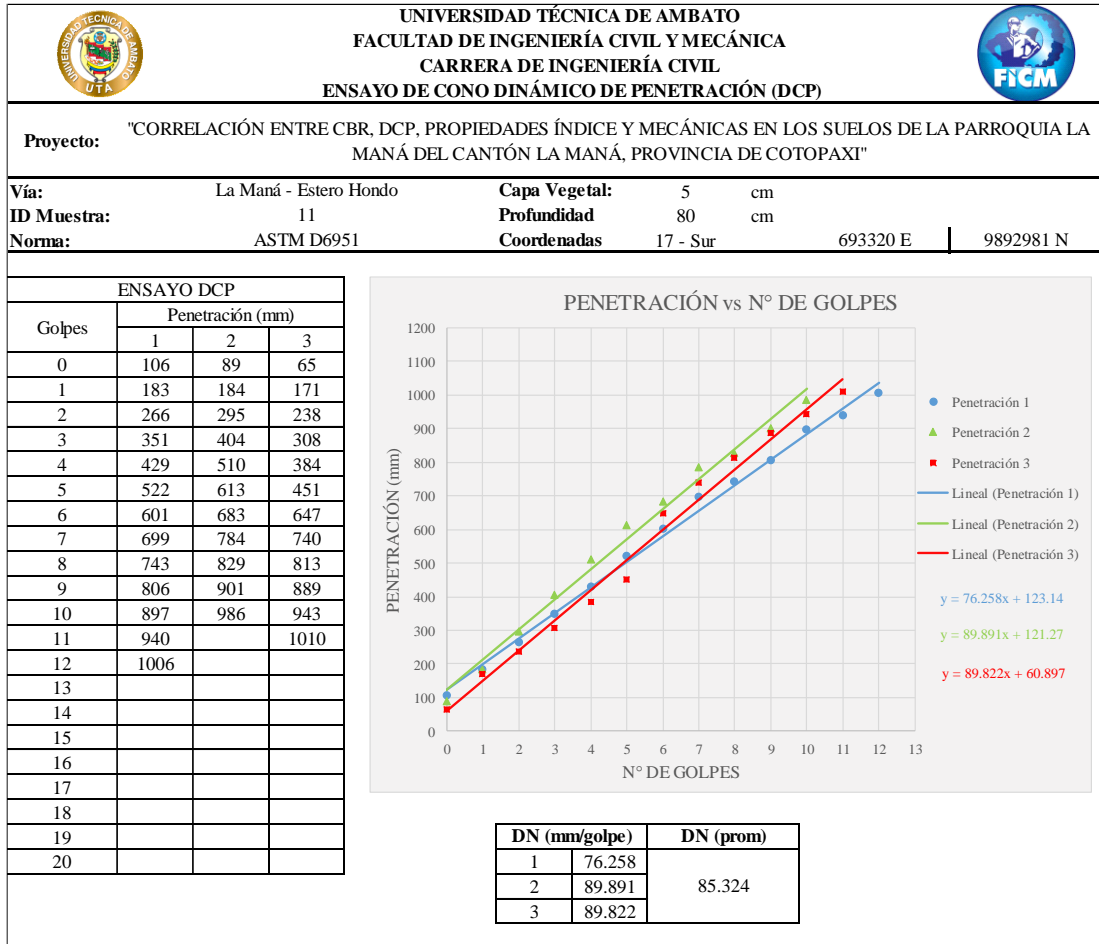 UNIVERSIDAD TÉCNICA DE AMBATO
FACULTAD DE INGENIERÍA CIVIL Y MECÁNICA
CARRERA DE INGENIERÍA CIVIL
ENSAYO DE CONO DINÁMICO DE PENETRACIÓN (DCP)
UNIVERSIDAD TECNICA DE AMBATO
UTA
FICM
Proyecto: "CORRELACIÓN ENTRE CBR, DCP, PROPIEDADES ÍNDICE Y MECÁNICAS EN LOS SUELOS DE LA PARROQUIA LA
MANÁ DEL CANTÓN LA MANÁ, PROVINCIA DE COTOPAXI"
Vía: La Maná - Estero Hondo Capa Vegetal: 5 cm
ID Muestra: 11 Profundidad 80 cm
Norma: ASTM D6951 Coordenadas 17 - Sur 693320 E 9892981 N
ENSAYO DCP
Golpes Penetración (mm)
1 2 3
0 106 89 65
1 183 184 171
2 266 295 238
3 351 404 308
4 429 510 384
5 522 613 451
6 601 683 647
7 699 784 740
8 743 829 813
9 806 901 889
10 897 986 943
11 940 1010
12 1006
13
14
15
16
17
18
19
20
PENETRACIÓN vs N° DE GOLPES
PENETRACIÓN (mm)
1200
1100
1000
900
800
700
600
500
400
300
200
100
0
0 1 2 3 4 5 6 7 8 9 10 11 12 13
N° DE GOLPES
Penetración 1
Penetración 2
Penetración 3
Lineal (Penetración 1)
Lineal (Penetración 2)
Lineal (Penetración 3)
y = 76.258x + 123.14
y = 89.891x + 121.27
y = 89.822x + 60.897
DN (mm/golpe) DN (prom)
1 76.258
2 89.891 85.324
3 89.822